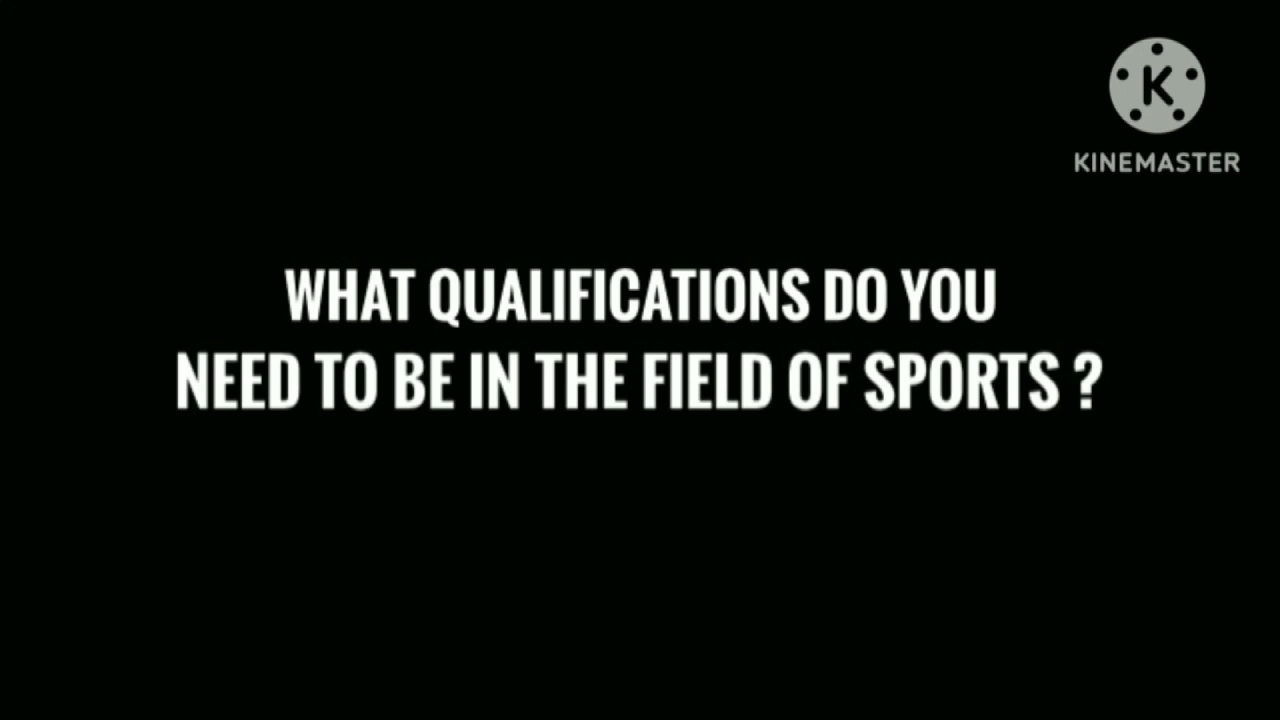 K
KINEMASTER
WHAT QUALIFICATIONS DO YOU
NEED TO BE IN THE FIELD OF SPORTS ?